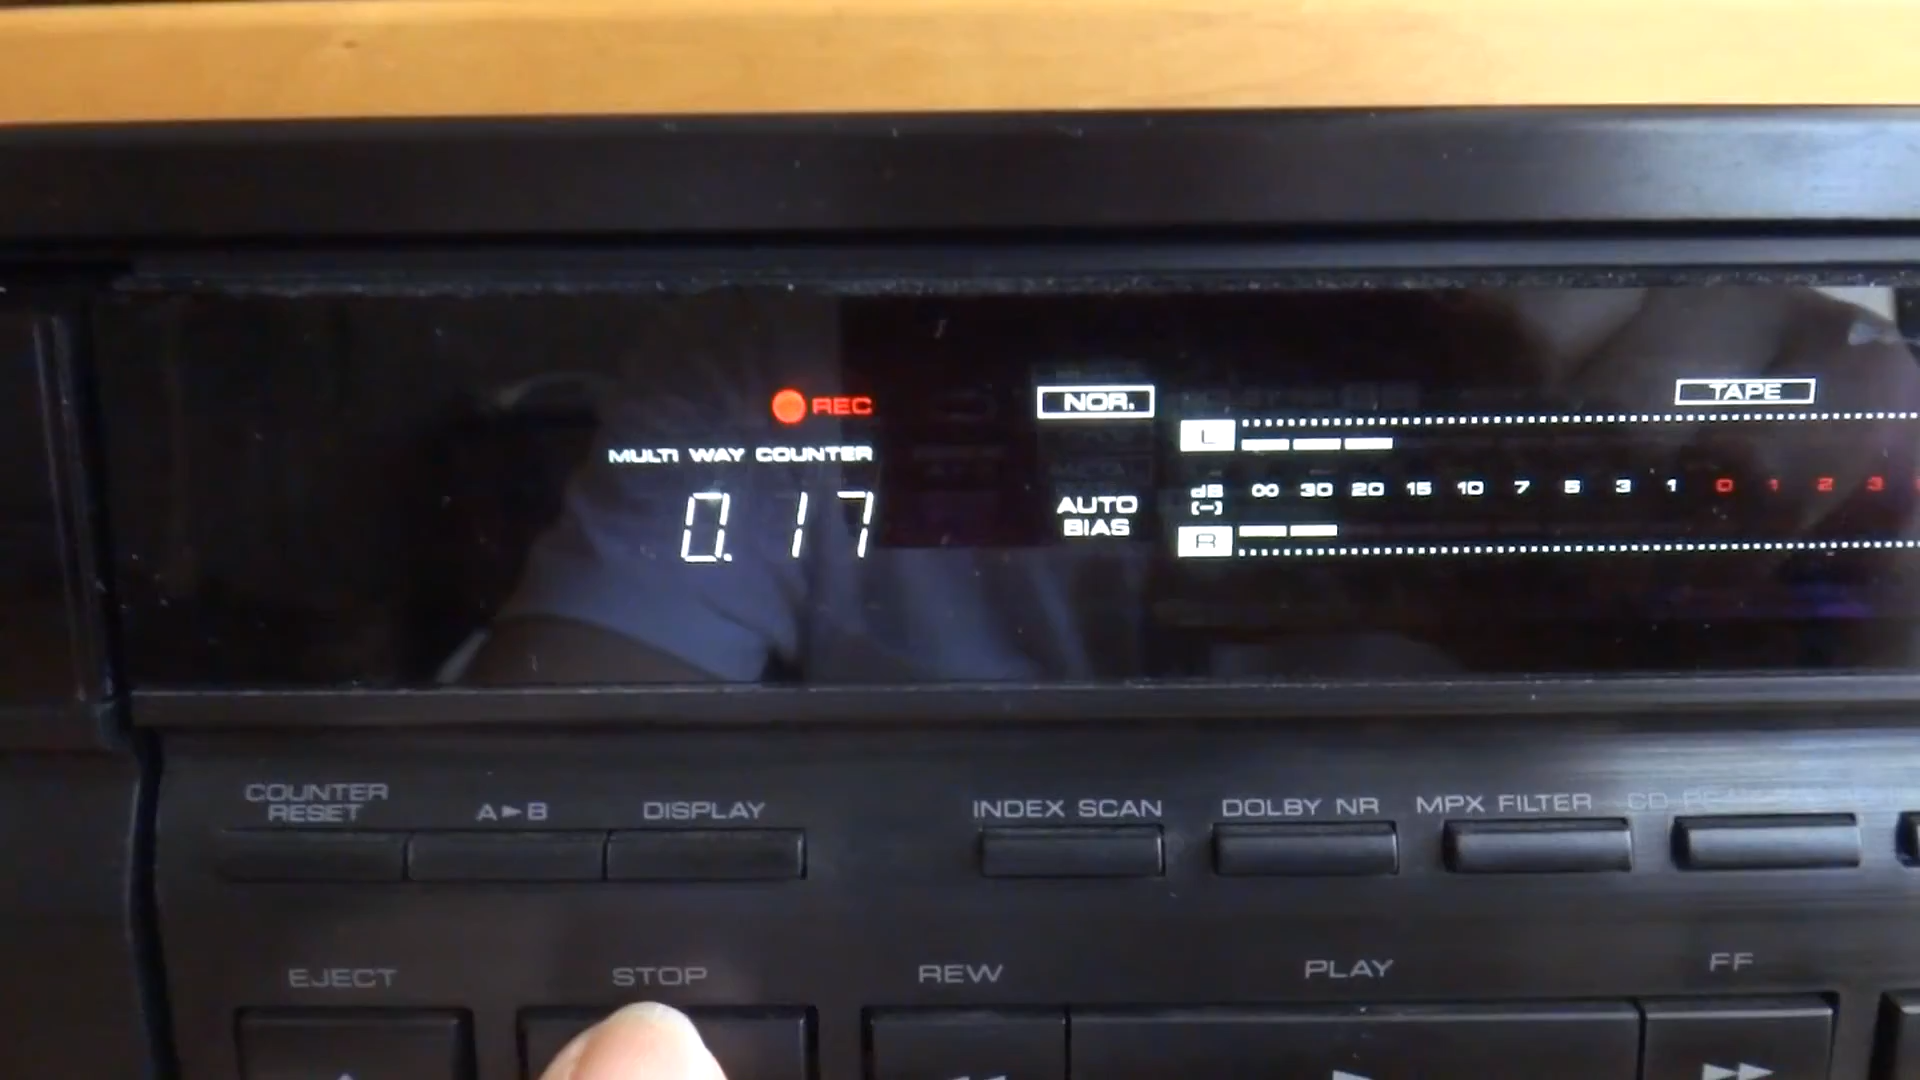 REC
NOR.
TAPE
MULTI WAY COUNTER
0.17
AUTO
BIAS
L
dB ∞ 30 20 15 10 7 5 3 1 0 1 2 3
(-)
R
COUNTER
RESET
A►B
DISPLAY
INDEX SCAN
DOLBY NR
MPX FILTER
CD
EJECT
STOP
REW
PLAY
FF